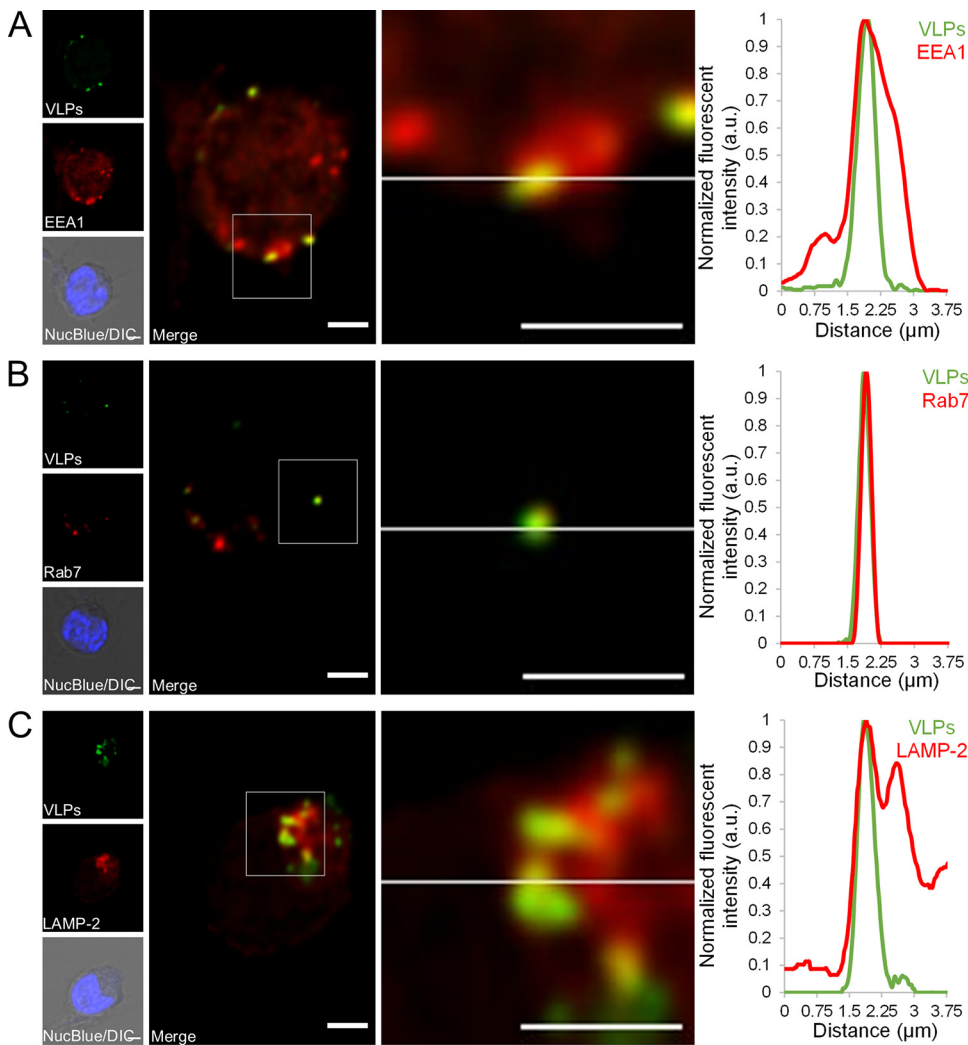 A
VLPs
EEA1
NucBlue/DIC
Merge
Normalized fluorescent
intensity (a.u.)
1
0.9
0.8
0.7
0.6
0.5
0.4
0.3
0.2
0.1
0
0 0.75 1.5 2.25 3 3.75
Distance (µm)
VLPs
EEA1
B
VLPs
Rab7
NucBlue/DIC
Merge
Normalized fluorescent
intensity (a.u.)
1
0.9
0.8
0.7
0.6
0.5
0.4
0.3
0.2
0.1
0
0 0.75 1.5 2.25 3 3.75
Distance (µm)
VLPs
Rab7
C
VLPs
LAMP-2
NucBlue/DIC
Merge
Normalized fluorescent
intensity (a.u.)
1
0.9
0.8
0.7
0.6
0.5
0.4
0.3
0.2
0.1
0
0 0.75 1.5 2.25 3 3.75
Distance (µm)
VLPs
LAMP-2